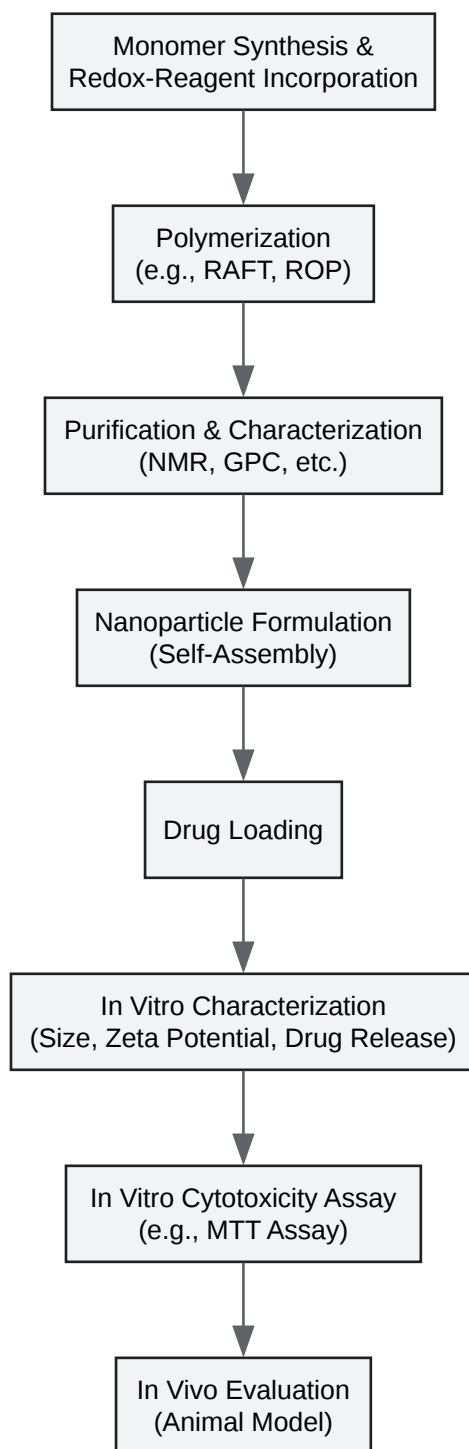 Monomer Synthesis &
Redox-Reagent Incorporation
Polymerization
(e.g., RAFT, ROP)
Purification & Characterization
(NMR, GPC, etc.)
Nanoparticle Formulation
(Self-Assembly)
Drug Loading
In Vitro Characterization
(Size, Zeta Potential, Drug Release)
In Vitro Cytotoxicity Assay
(e.g., MTT Assay)
In Vivo Evaluation
(Animal Model)